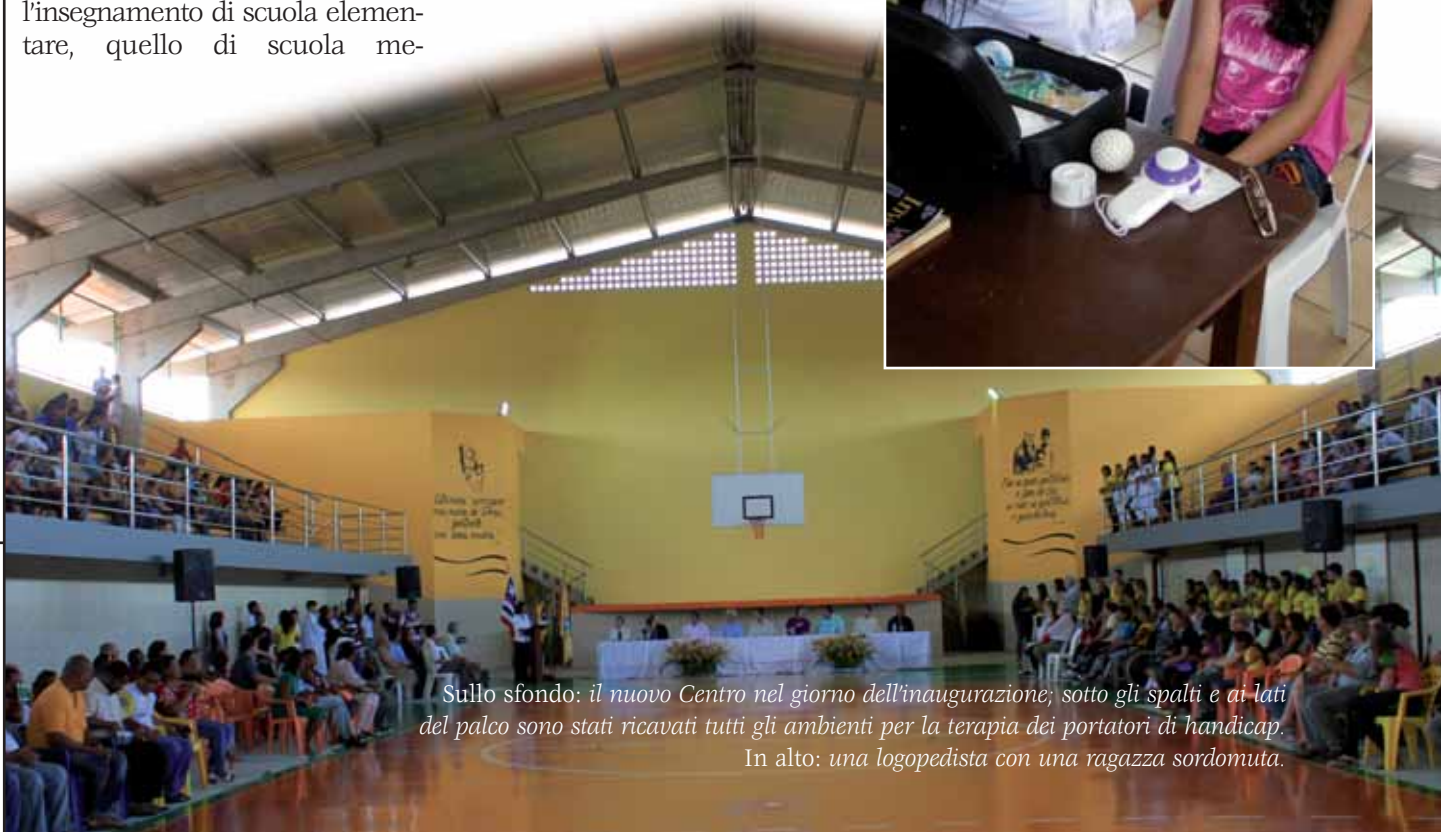 l'insegnamento di scuola elemen-
tare, quello di scuola me-
Sullo sfondo: il nuovo Centro nel giorno dell'inaugurazione; sotto gli spalti e ai lati
del palco sono stati ricavati tutti gli ambienti per la terapia dei portatori di handicap.
In alto: una logopedista con una ragazza sordomuta.